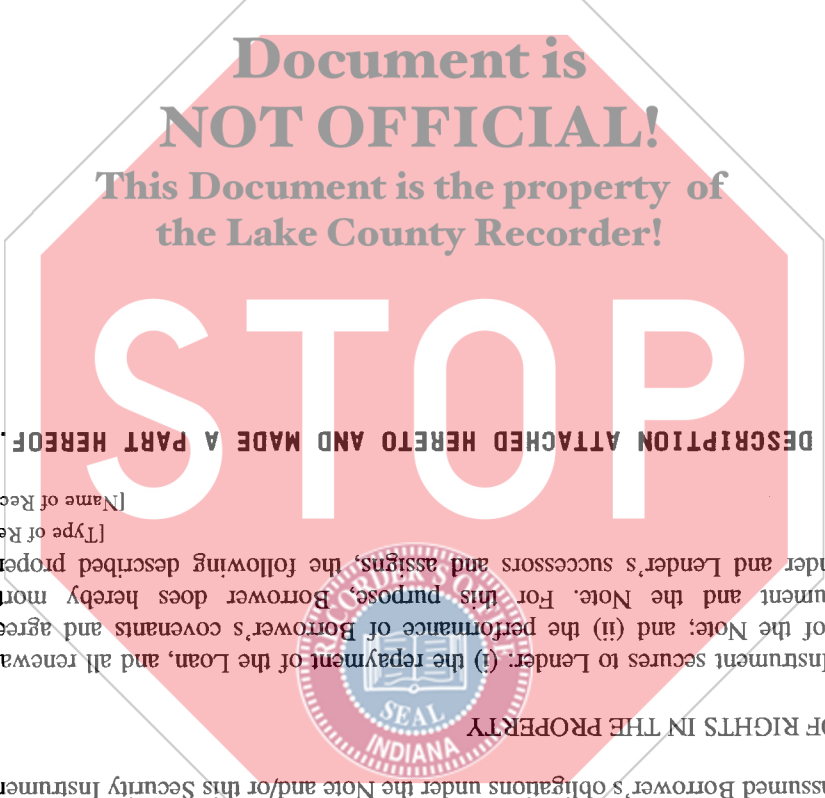 Document is
NOT OFFICIAL!
This Document is the property of
the Lake County Recorder!
STOP
RECORDER'S OFFICE
SEAL
INDIANA
ssumed Borrower's obligations under the Note and/or this Security Instrumen
OF RIGHTS IN THE PROPERTY
Instrument secures to Lender: (i) the repayment of the Loan, and all renewa
of the Note; and (ii) the performance of Borrower's covenants and agree
ument and the Note. For this purpose, Borrower does hereby mort
nder and Lender's successors and assigns, the following described proper
[Type of Re
[Name of Rec
DESCRIPTION ATTACHED HERETO AND MADE A PART HEREOF.